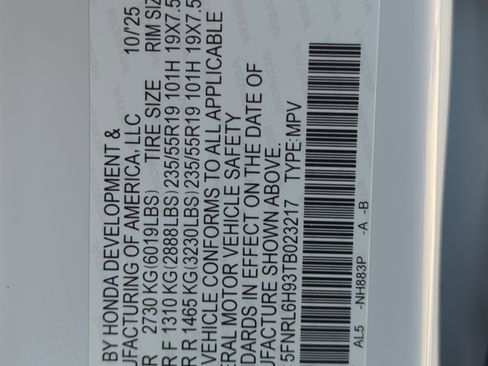 BY HONDA DEVELOPMENT & 10/'25
UFACTURING OF AMERICA, LLC
R 2730 KG(6019LBS) TIRE SIZE RIM SIZ
R F 1310 KG(2888LBS) 235/55R19 101H 19X7.5
R R 1465 KG(3230LBS) 235/55R19 101H 19X7.5
VEHICLE CONFORMS TO ALL APPLICABLE
ERAL MOTOR VEHICLE SAFETY
DARDS IN EFFECT ON THE DATE OF
FACTURE SHOWN ABOVE.
5FNRL6H93TB023217 TYPE:MPV
AL5 -NH883P -A -B